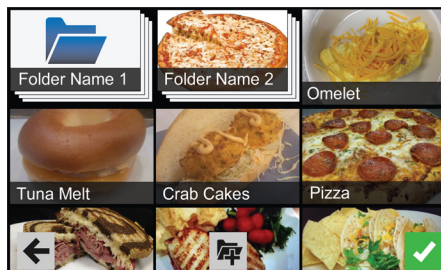 Folder Name 1
Folder Name 2
Omelet
Tuna Melt
Crab Cakes
Pizza